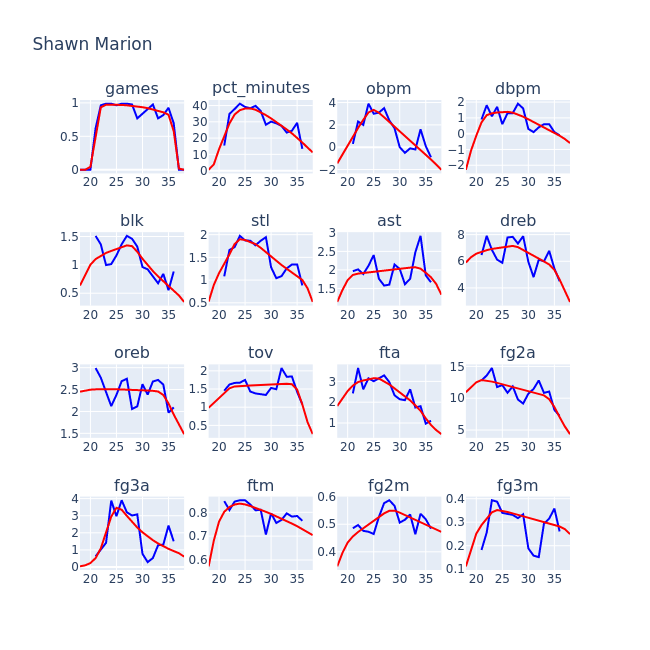 Shawn Marion
games pct_minutes obpm dbpm
1 0.5 0 20 25 30 35
40 30 20 10 0 20 25 30 35
4 2 0 −2 20 25 30 35
2 1 0 −1 −2 20 25 30 35
blk stl ast dreb
1.5 1 0.5 20 25 30 35
2 1.5 1 0.5 20 25 30 35
3 2.5 2 1.5 20 25 30 35
8 6 4 20 25 30 35
oreb tov fta fg2a
3 2.5 2 1.5 20 25 30 35
2 1.5 1 0.5 20 25 30 35
3 2 1 20 25 30 35
15 10 5 20 25 30 35
fg3a ftm fg2m fg3m
4 3 2 1 0 20 25 30 35
0.8 0.7 0.6 20 25 30 35
0.6 0.5 0.4 20 25 30 35
0.4 0.3 0.2 0.1 20 25 30 35